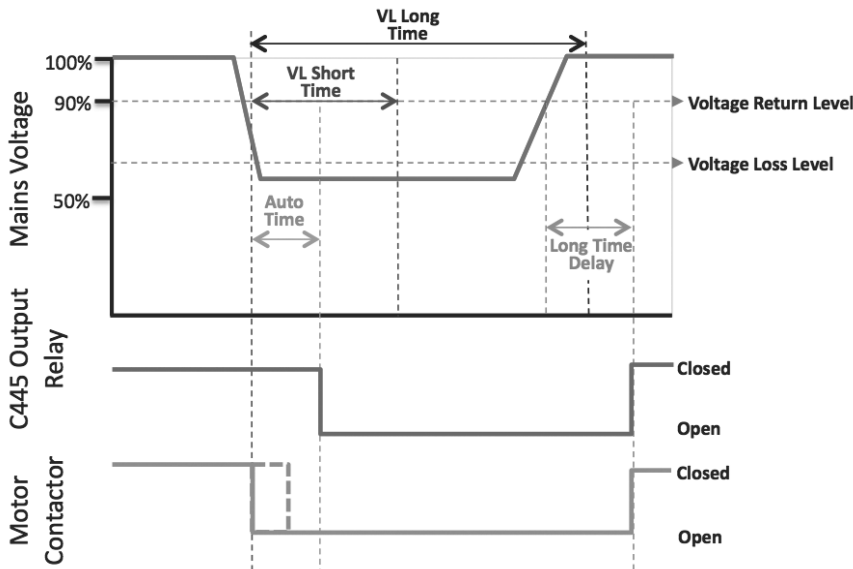 VL Long
Time
100%
VL Short
Time
90%
Voltage Return Level
Voltage Loss Level
50%
Auto
Time
Long Time
Delay
Mains Voltage
C445 Output
Relay
Closed
Open
Motor
Contactor
Closed
Open